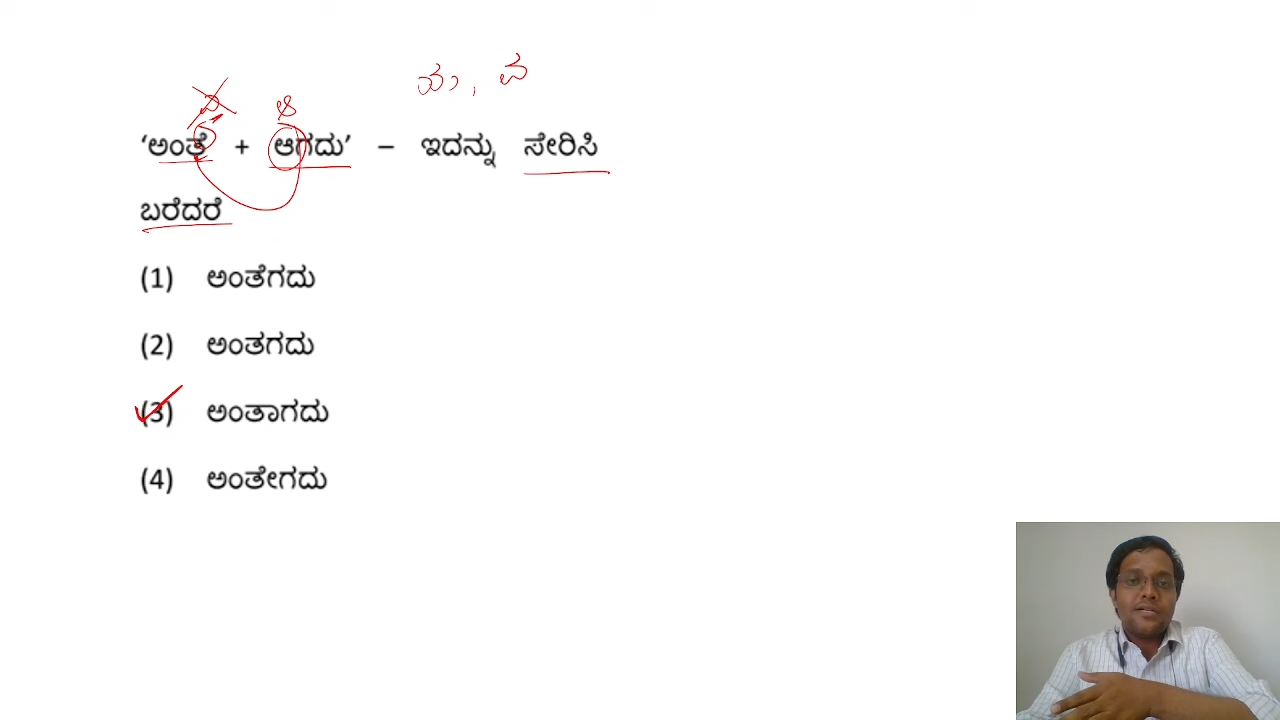 ಯ, ವ
ಎ ಆ
‘ಅಂತೆ + ಆಗದು’ – ಇದನ್ನು ಸೇರಿಸಿ
ಬರೆದರೆ
(1) ಅಂತೆಗದು
(2) ಅಂತಗದು
(3) ಅಂತಾಗದು
(4) ಅಂತೇಗದು